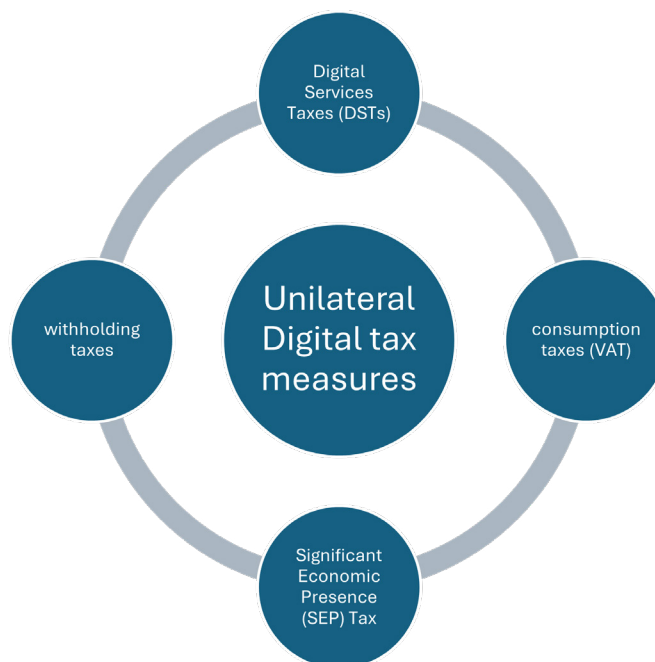 Digital
Services
Taxes (DSTs)
withholding
taxes
Unilateral
Digital tax
measures
consumption
taxes (VAT)
Significant
Economic
Presence
(SEP) Tax